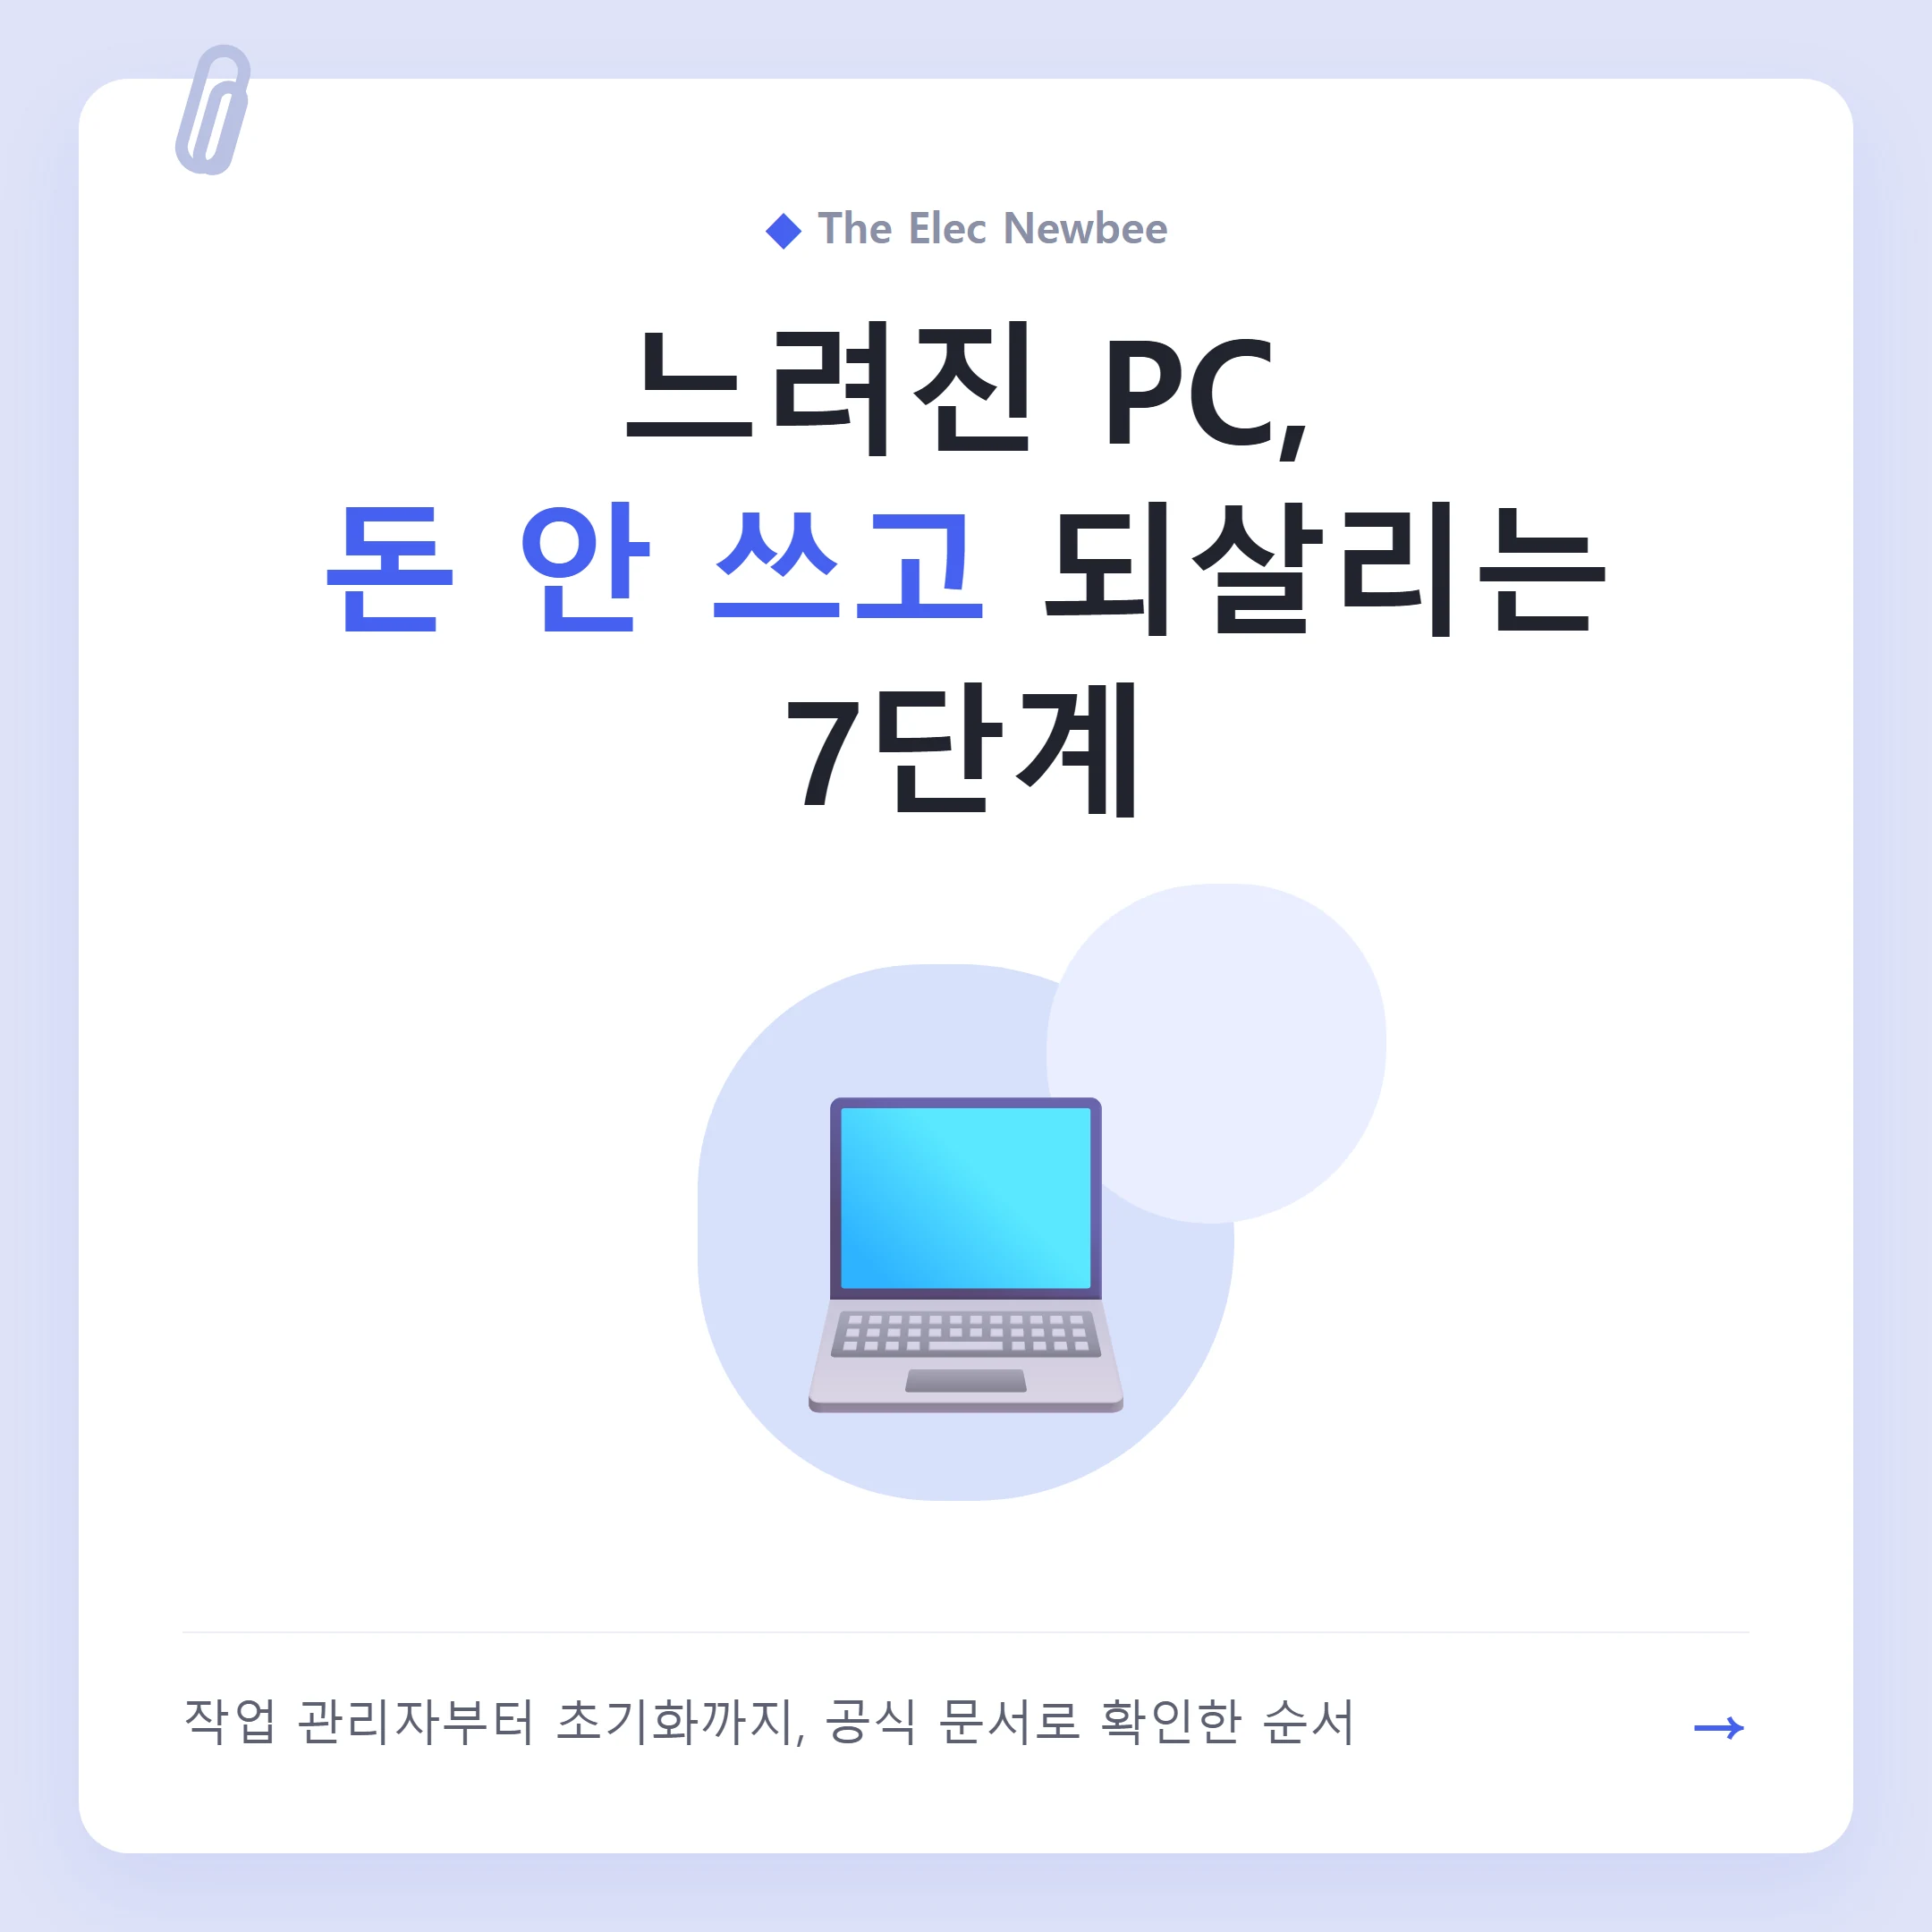 The Elec Newbee
느려진 PC,
돈 안 쓰고 되살리는
7단계
작업 관리자부터 초기화까지, 공식 문서로 확인한 순서
→